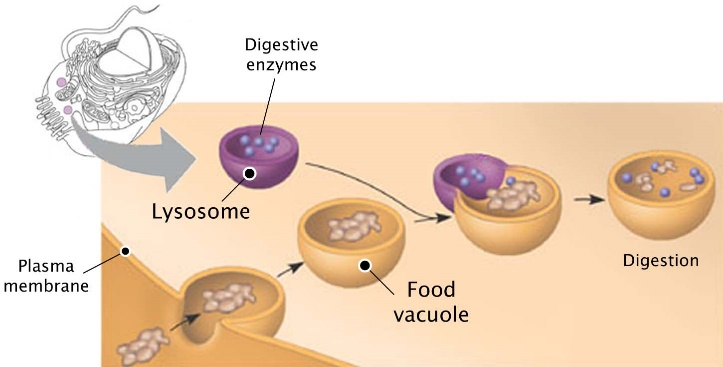 Digestive
enzymes
Lysosome
Plasma
membrane
Food
vacuole
Digestion